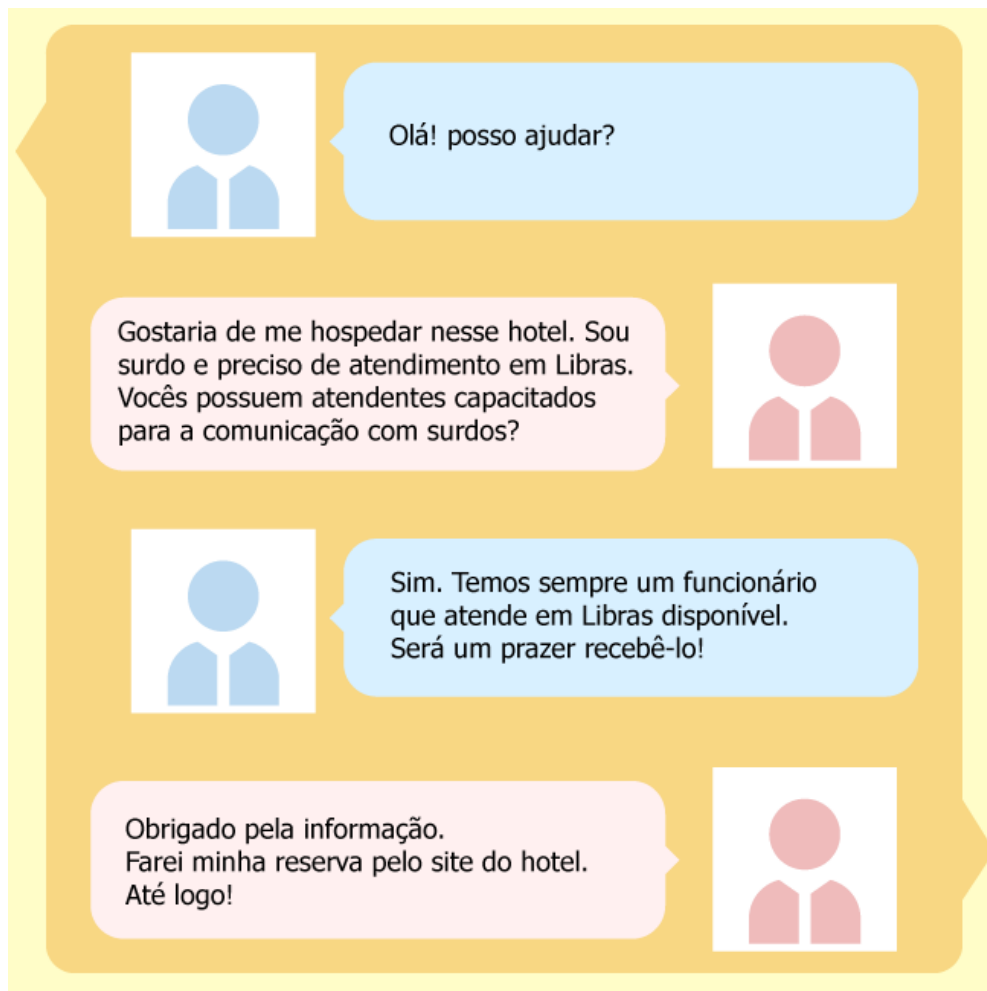 Olá! posso ajudar?
Gostaria de me hospedar nesse hotel. Sou
surdo e preciso de atendimento em Libras.
Vocês possuem atendentes capacitados
para a comunicação com surdos?
Sim. Temos sempre um funcionário
que atende em Libras disponível.
Será um prazer recebê-lo!
Obrigado pela informação.
Farei minha reserva pelo site do hotel.
Até logo!